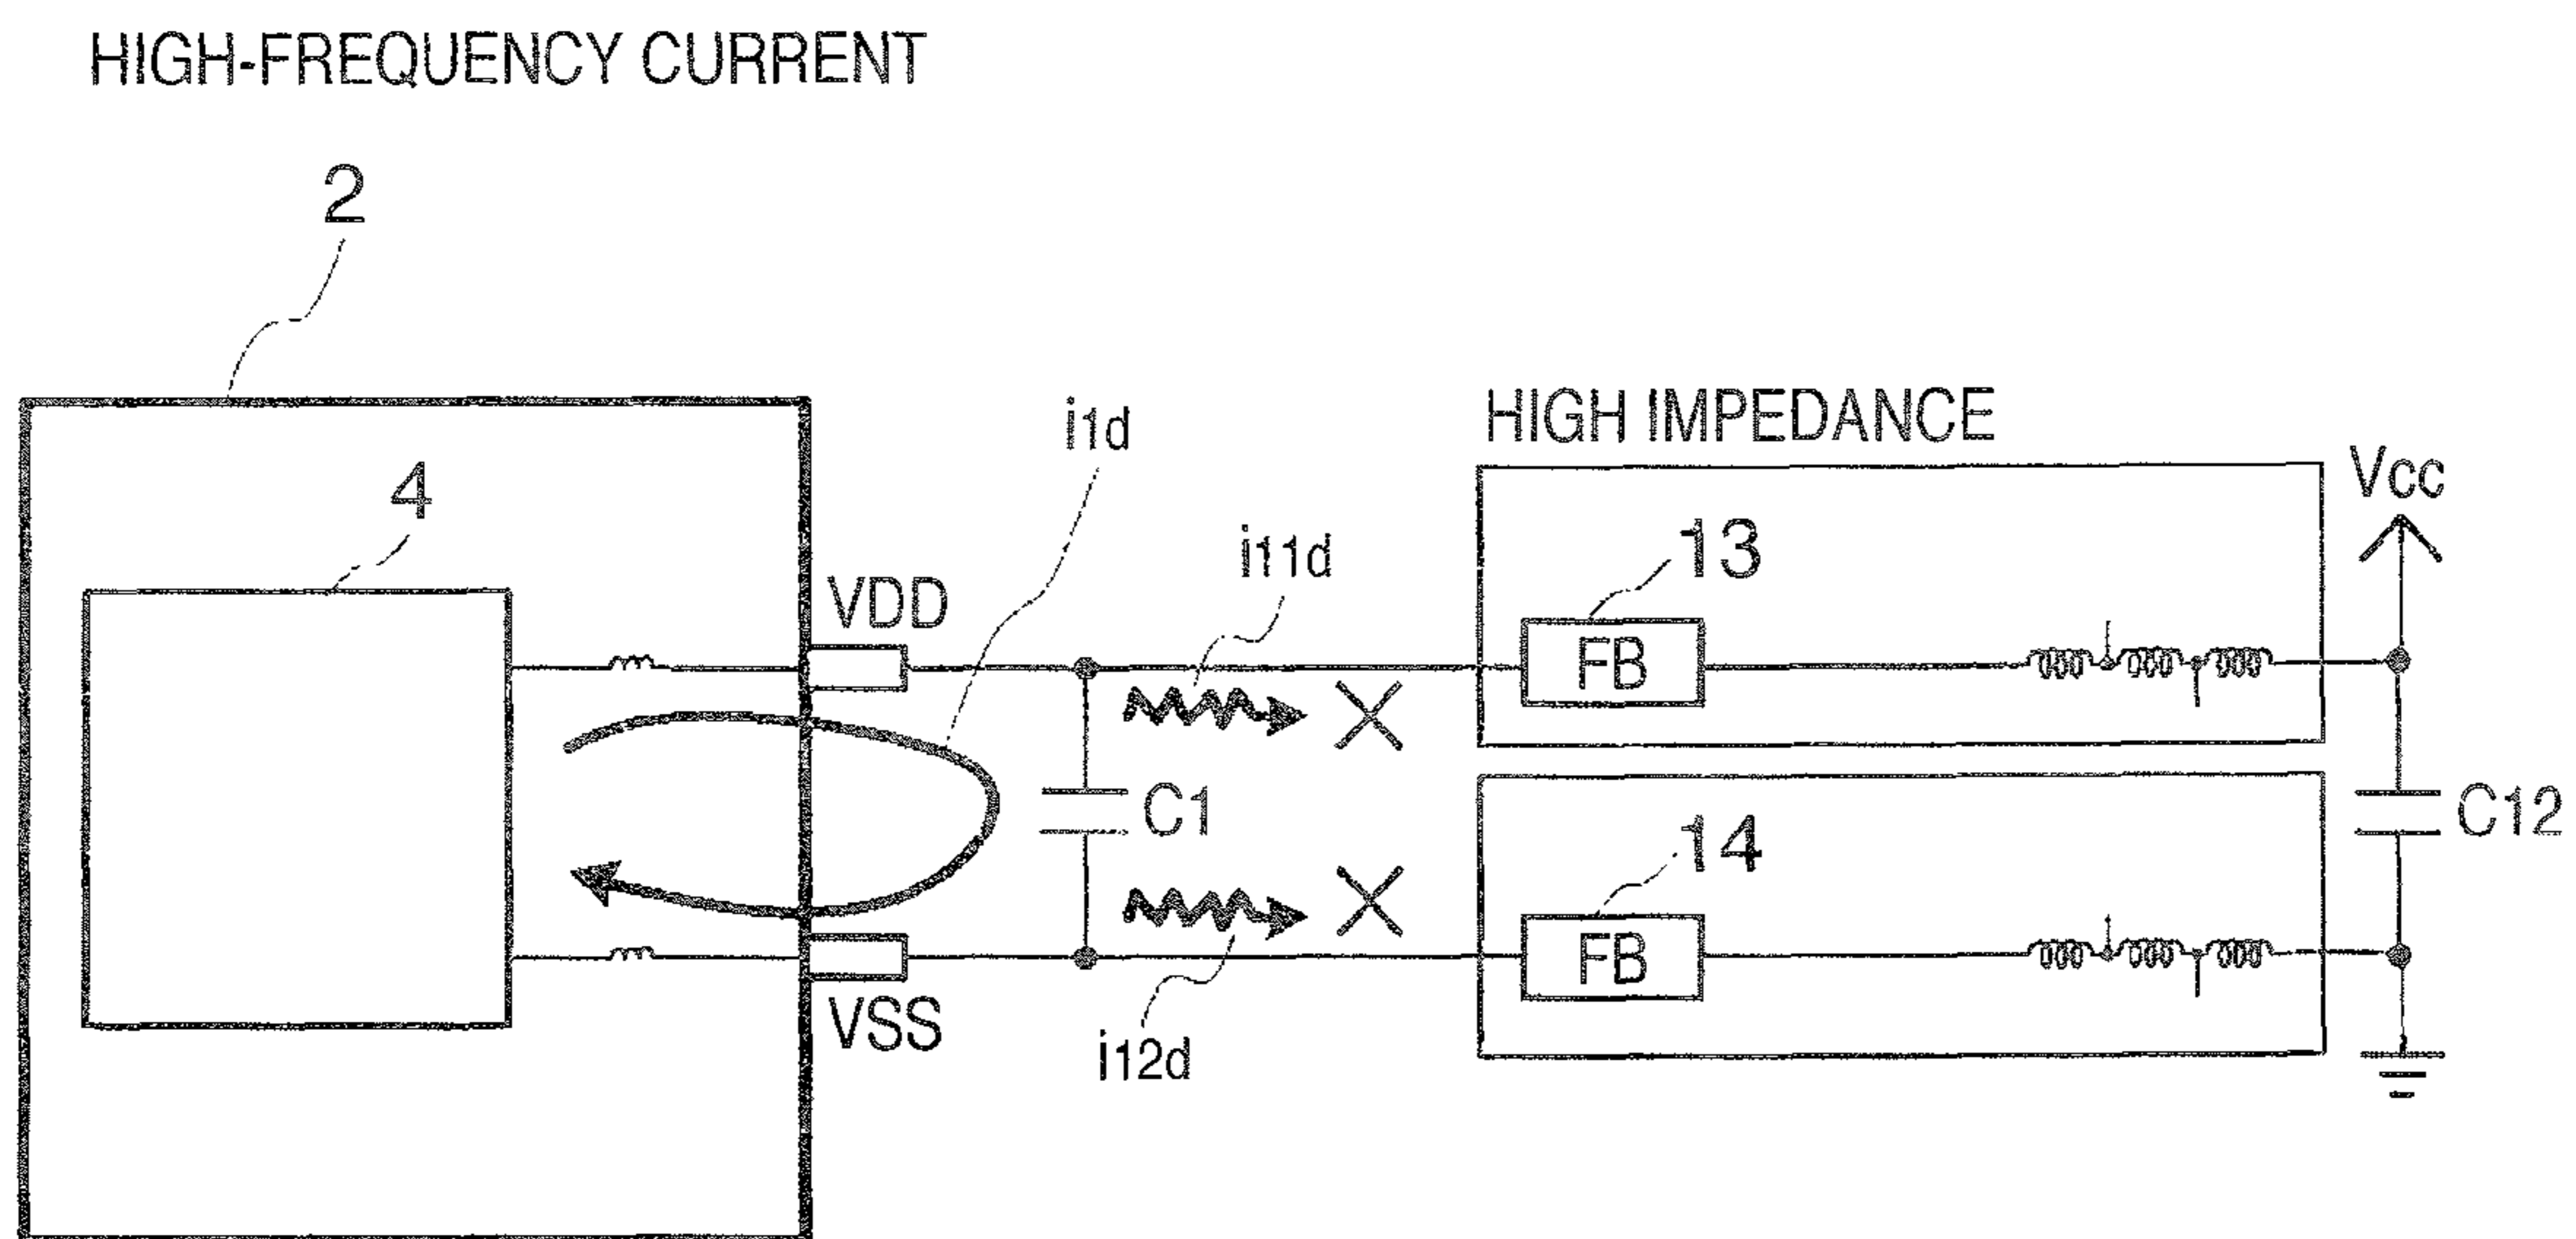 HIGH-FREQUENCY CURRENT
2
i1d
HIGH IMPEDANCE
Vcc
4
i11d
13
VDD
FB
C1
C12
14
FB
VSS
i12d